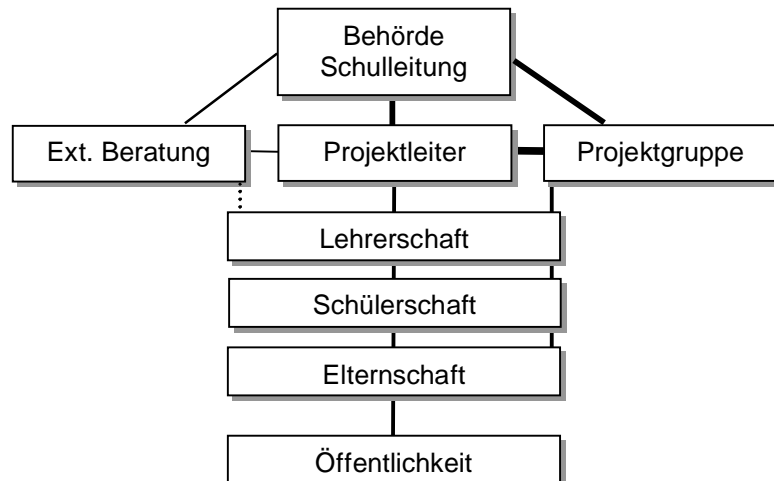 Behörde
Schulleitung
Ext. Beratung
Projektleiter
Projektgruppe
Lehrerschaft
Schülerschaft
Elternschaft
Öffentlichkeit